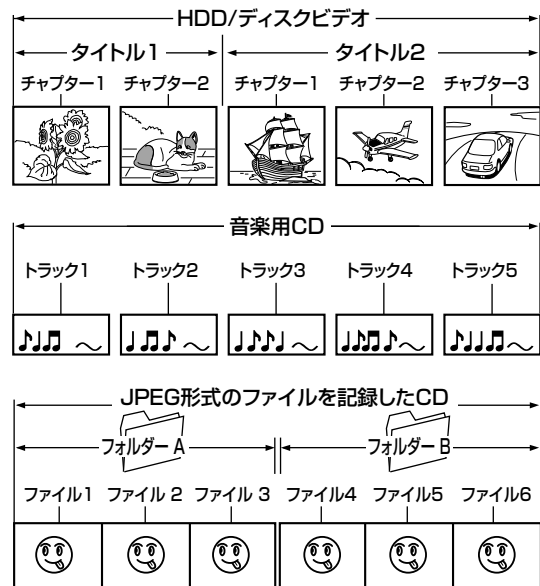 HDD/ディスクビデオ
タイトル1 タイトル2
チャプター1 チャプター2 チャプター1 チャプター2 チャプター3
音楽用CD
トラック1 トラック2 トラック3 トラック4 トラック5
JPEG形式のファイルを記録したCD
フォルダー A フォルダー B
ファイル1 ファイル 2 ファイル 3 ファイル4 ファイル5 ファイル6